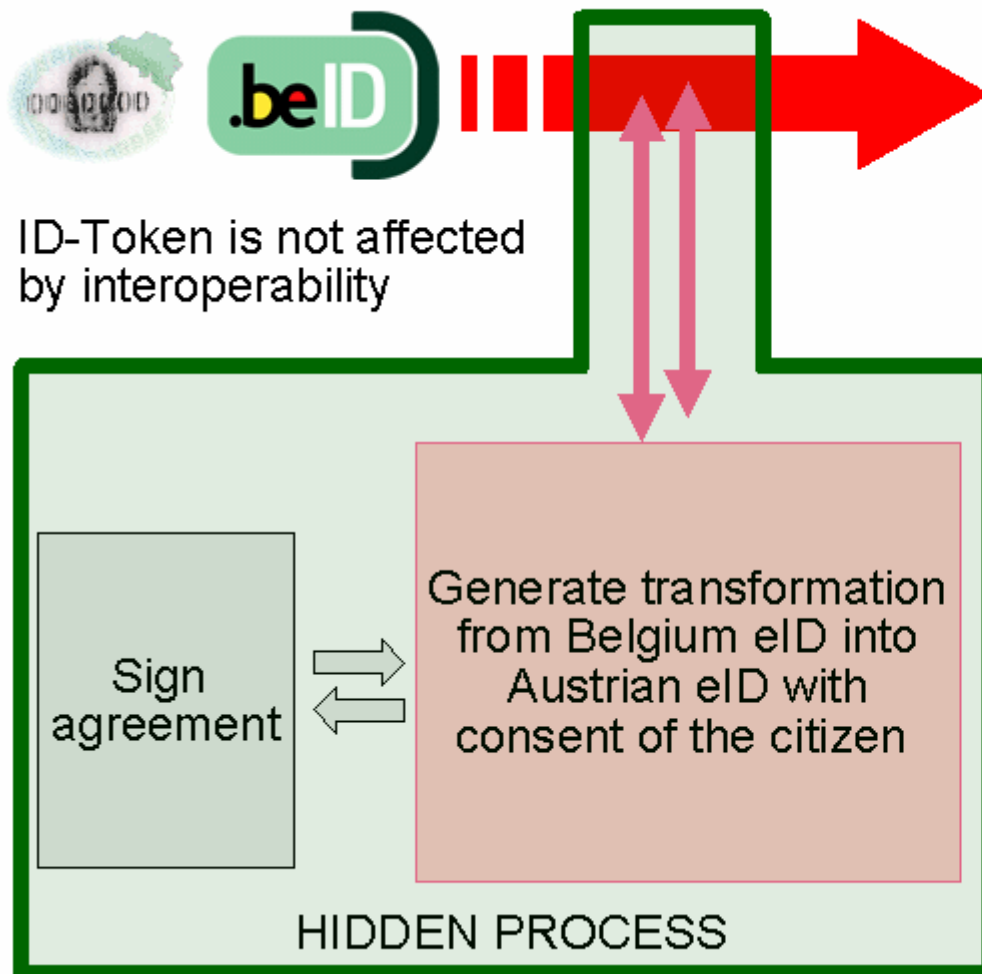 .beID
ID-Token is not affected
by interoperability
Generate transformation
from Belgium eID into
Austrian eID with
consent of the citizen
Sign
agreement
HIDDEN PROCESS